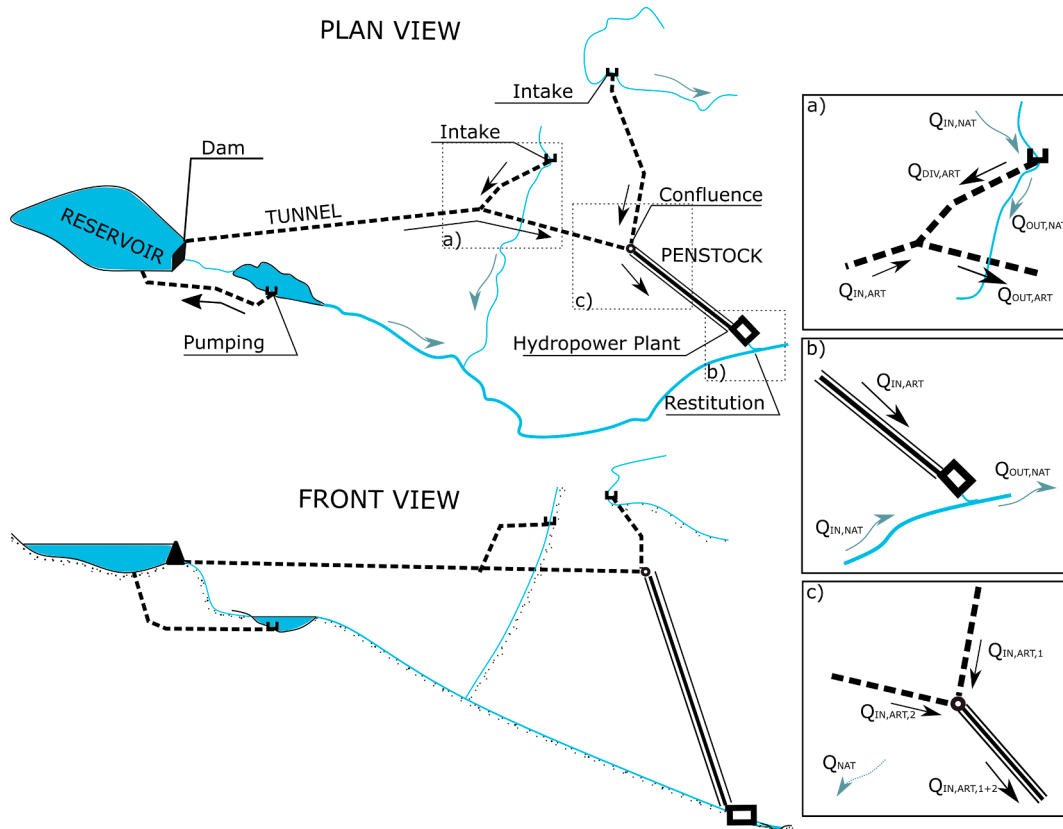 PLAN VIEW
Intake
Intake
Dam
Confluence
TUNNEL
RESERVOIR
PENSTOCK
a)
c)
Pumping
Hydropower Plant
b)
Restitution
FRONT VIEW
a)
QIN,NAT
QDIV,ART
QOUT,NAT
QIN,ART
QOUT,ART
b)
QIN,ART
QOUT,NAT
QIN,NAT
c)
QIN,ART,1
QIN,ART,2
QNAT
QIN,ART,1+2